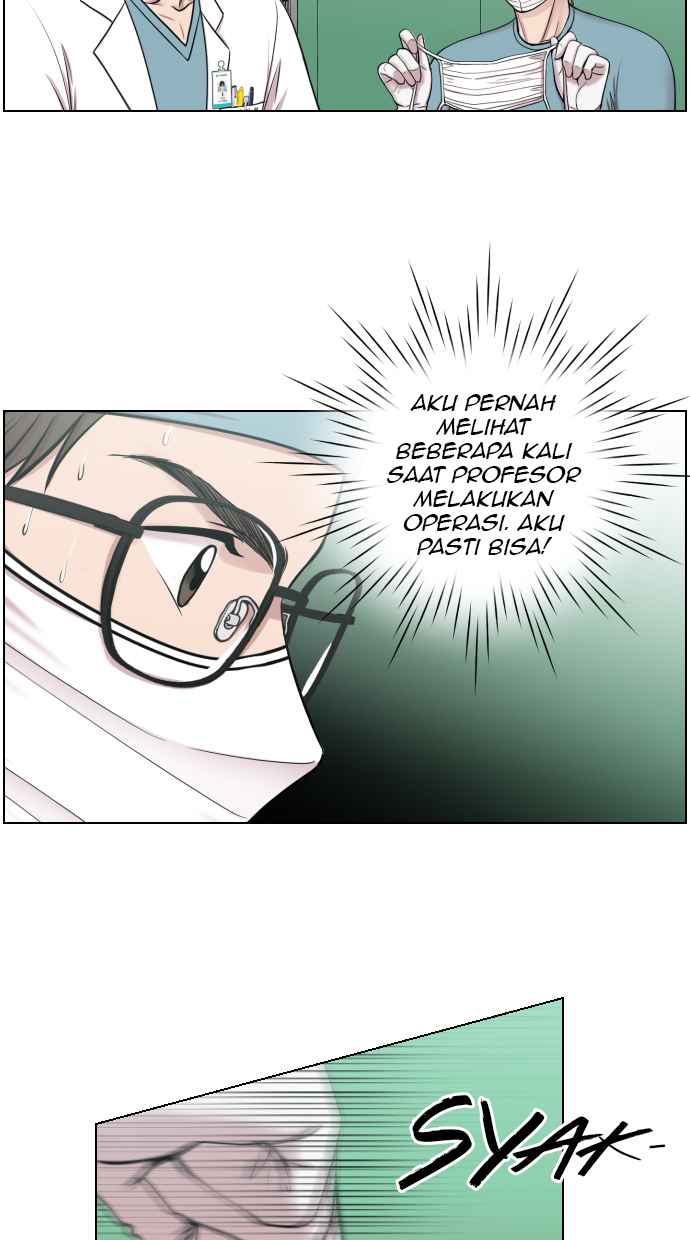 AKU PERNAH
MELIHAT
BEBERAPA KALI
SAAT PROFESOR
MELAKUKAN
OPERASI. AKU
PASTI BISA!
SYAK-